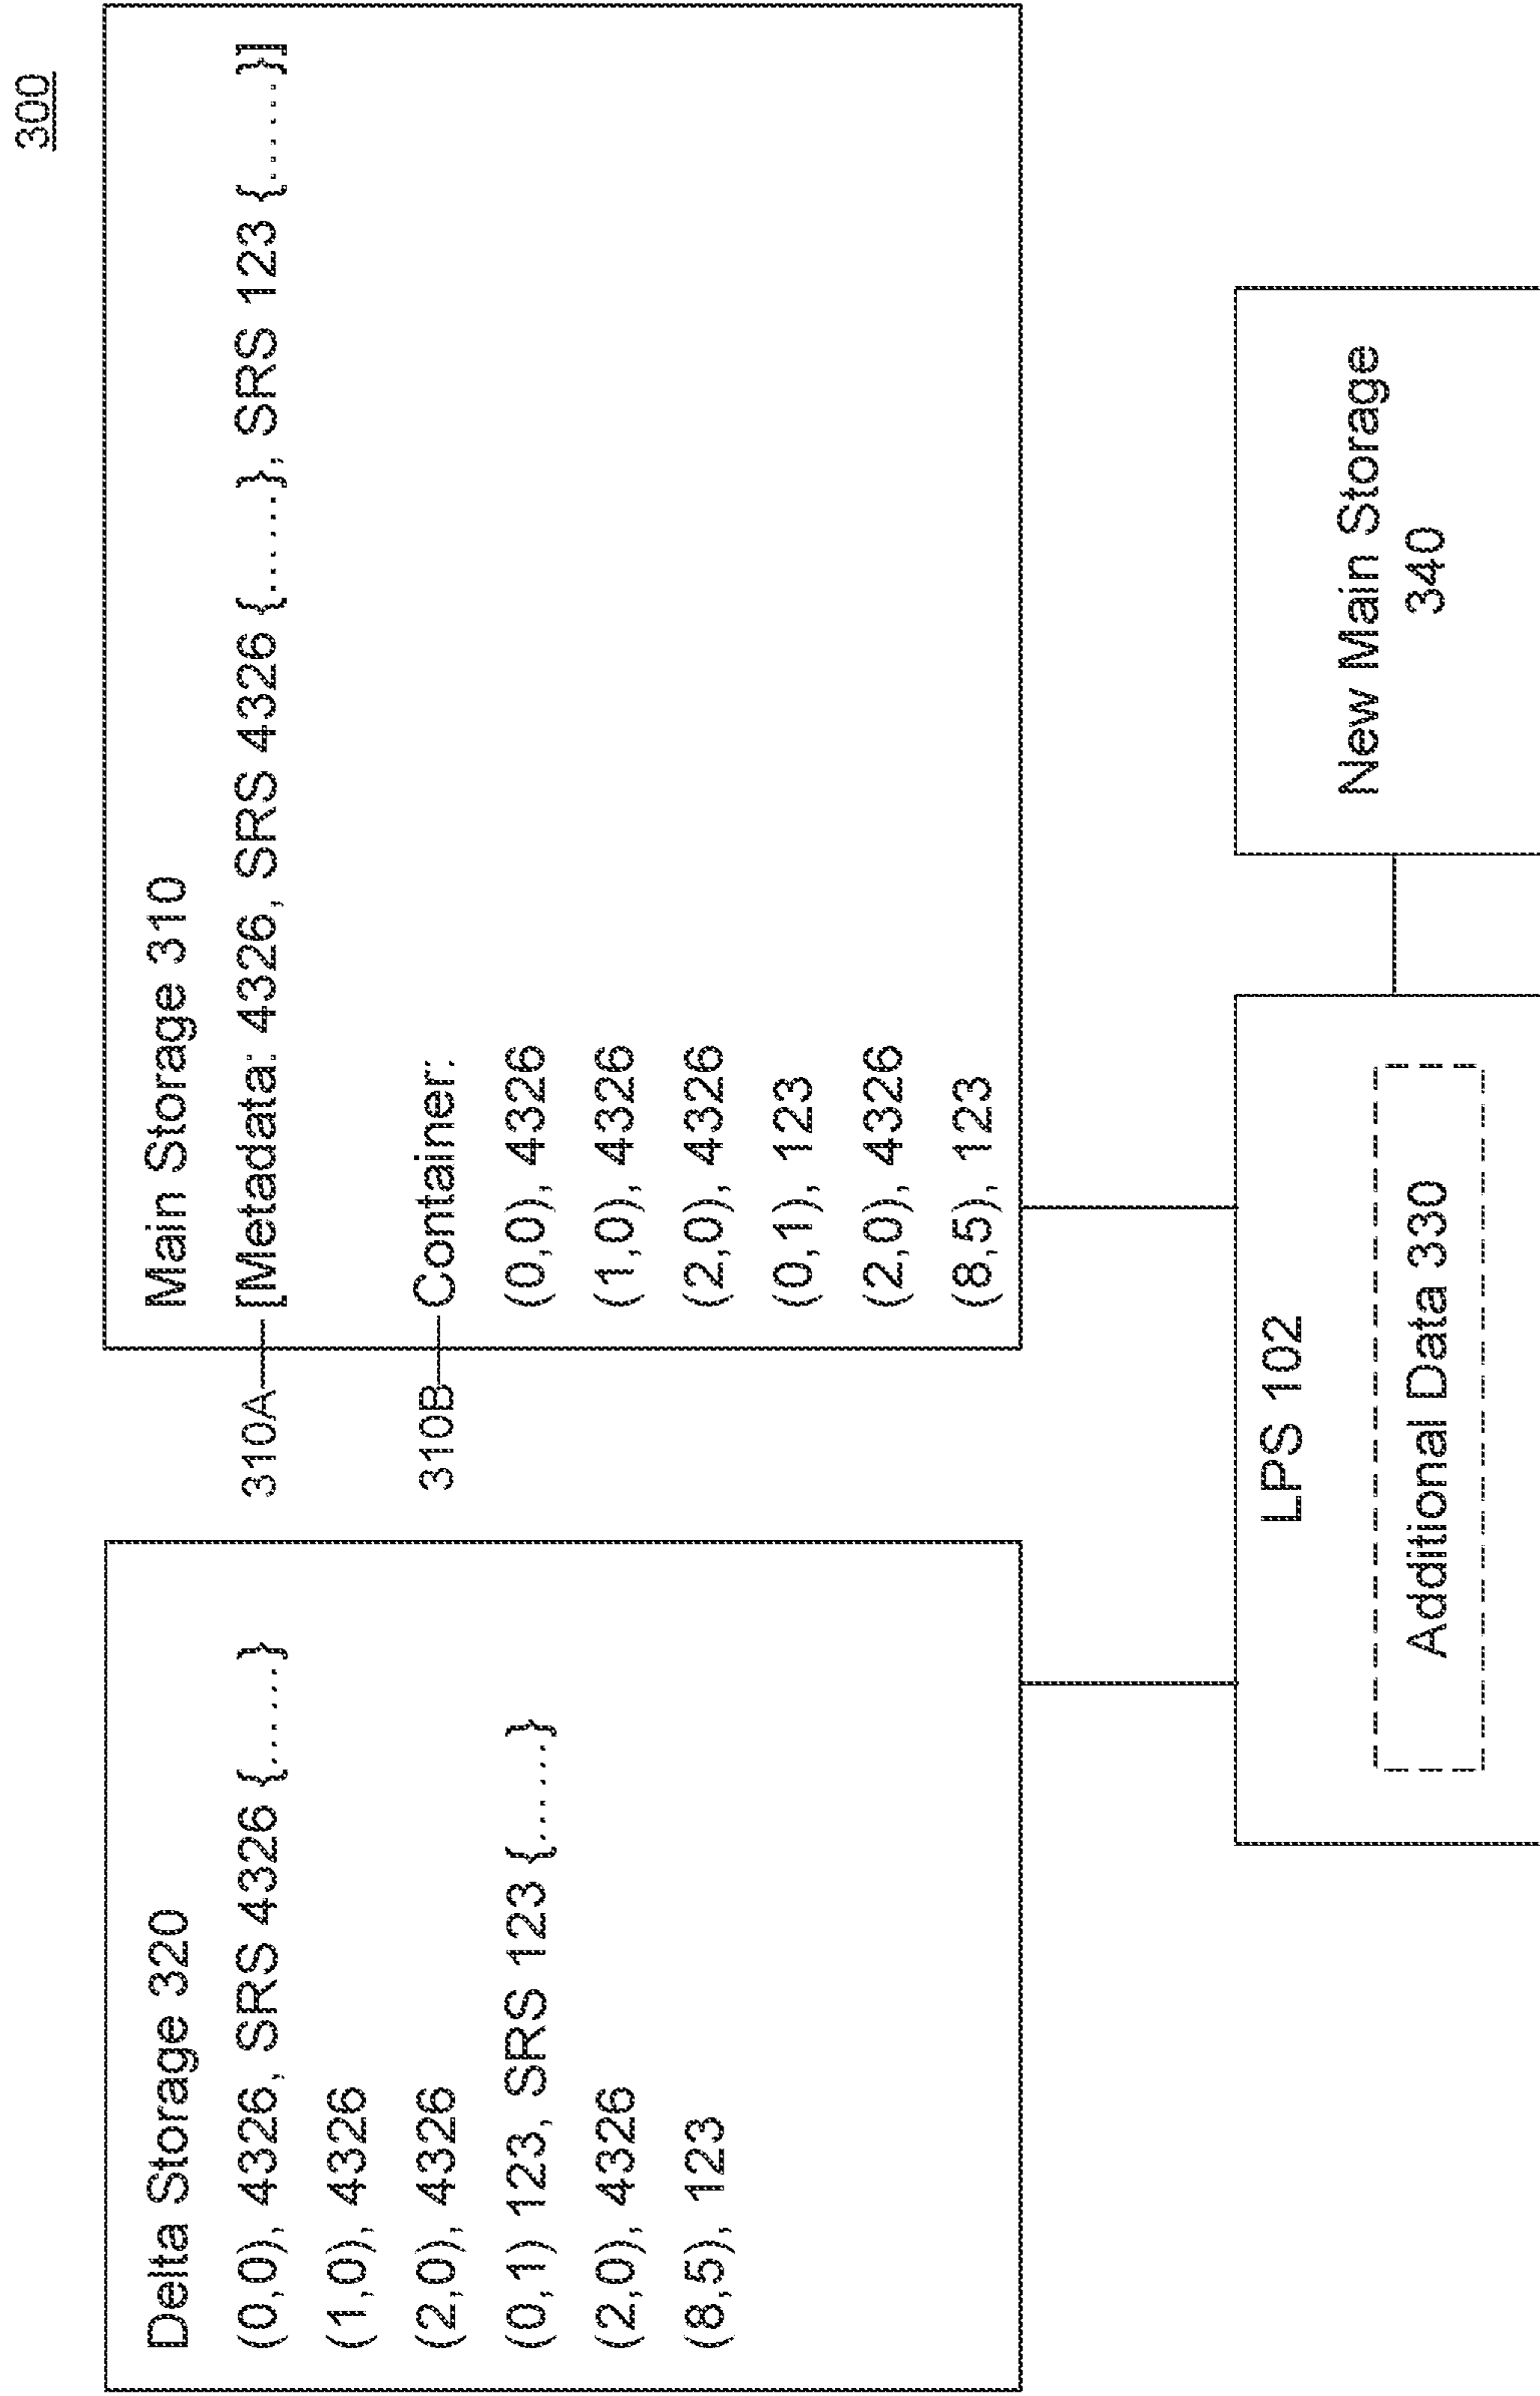 300
Delta Storage 320
(0,0), 4326, SRS 4326 {......}
(1,0), 4326
(2,0), 4326
(0,1) 123, SRS 123 {......}
(2,0), 4326
(8,5), 123
310A
310B
Main Storage 310
[Metadata: 4326, SRS 4326 {......}, SRS 123 {......}]
Container:
(0,0), 4326
(1,0), 4326
(2,0), 4326
(0,1), 123
(2,0), 4326
(8,5), 123
LPS 102
Additional Data 330
New Main Storage
340